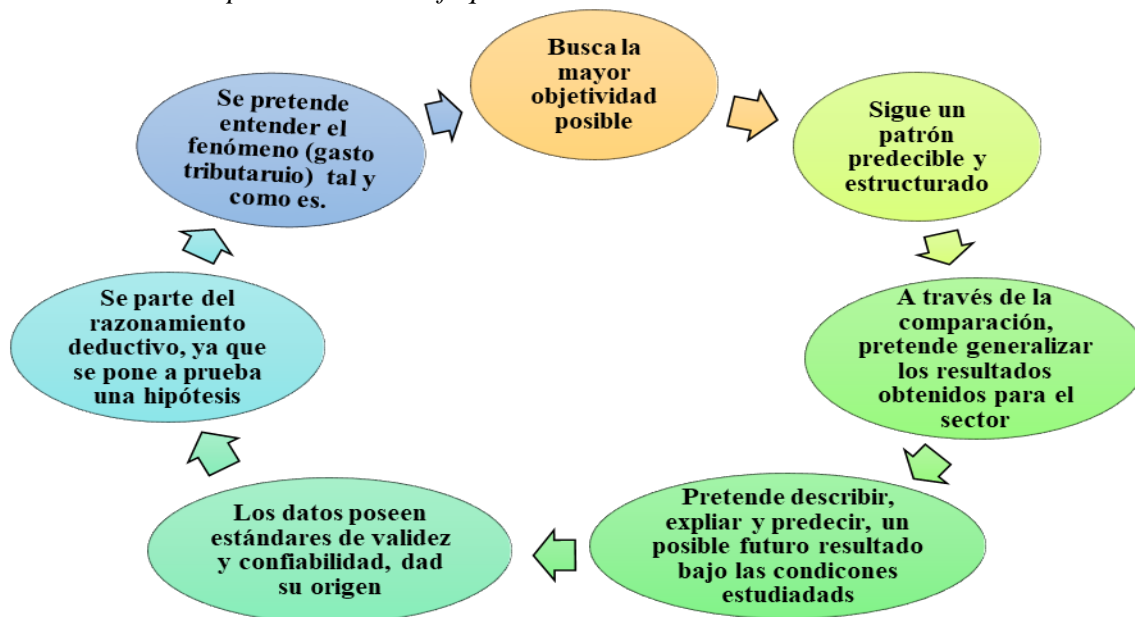 Busca la
mayor
objetividad
posible
Sigue un
patrón
predecible y
estructurado
A través de la
comparación,
pretende generalizar
los resultados
obtenidos para el
sector
Pretende describir,
expliar y predecir, un
posible futuro resultado
bajo las condicones
estudiadads
Los datos poseen
estándares de validez
y confiabilidad, dad
su origen
Se parte del
razonamiento
deductivo, ya que
se pone a prueba
una hipótesis
Se pretende
entender el
fenómeno (gasto
tributaruio) tal y
como es.